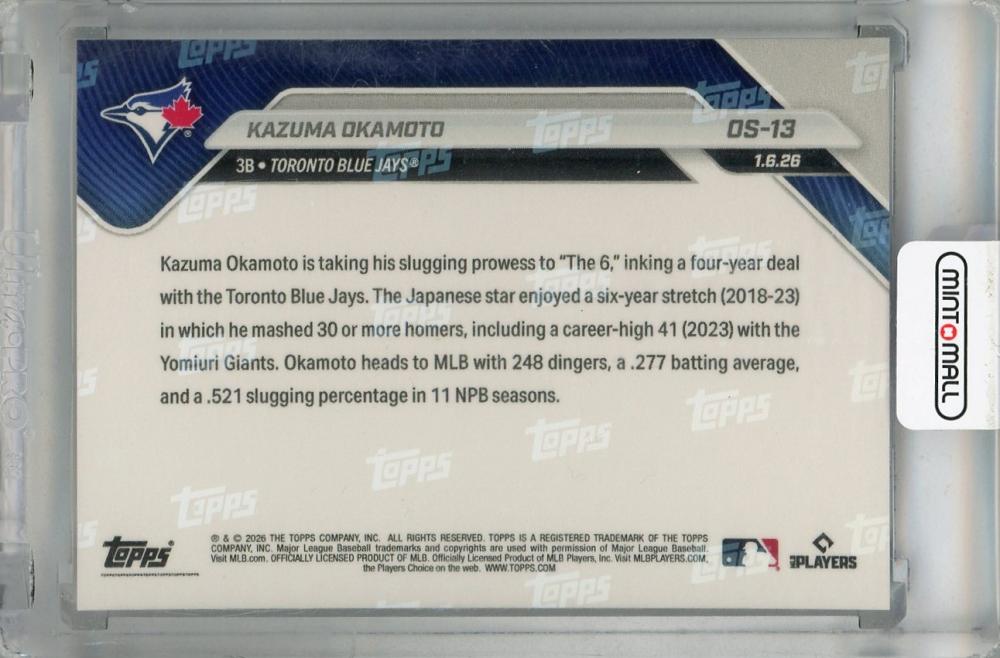 KAZUMA OKAMOTO
OS-13
3B • TORONTO BLUE JAYS®
1.6.26
Kazuma Okamoto is taking his slugging prowess to "The 6," inking a four-year deal
with the Toronto Blue Jays. The Japanese star enjoyed a six-year stretch (2018-23)
in which he mashed 30 or more homers, including a career-high 41 (2023) with the
Yomiuri Giants. Okamoto heads to MLB with 248 dingers, a .277 batting average,
and a .521 slugging percentage in 11 NPB seasons.
topps
® & © 2026 THE TOPPS COMPANY, INC. ALL RIGHTS RESERVED. TOPPS IS A REGISTERED TRADEMARK OF THE TOPPS
COMPANY, INC. Major League Baseball trademarks and copyrights are used with permission of Major League Baseball.
Visit MLB.com. OFFICIALLY LICENSED PRODUCT OF MLB. Officially Licensed Product of MLB Players, Inc. Visit MLBPLAYERS.COM,
the Players Choice on the web. WWW.TOPPS.COM
MLB PLAYERS
MINT MALL